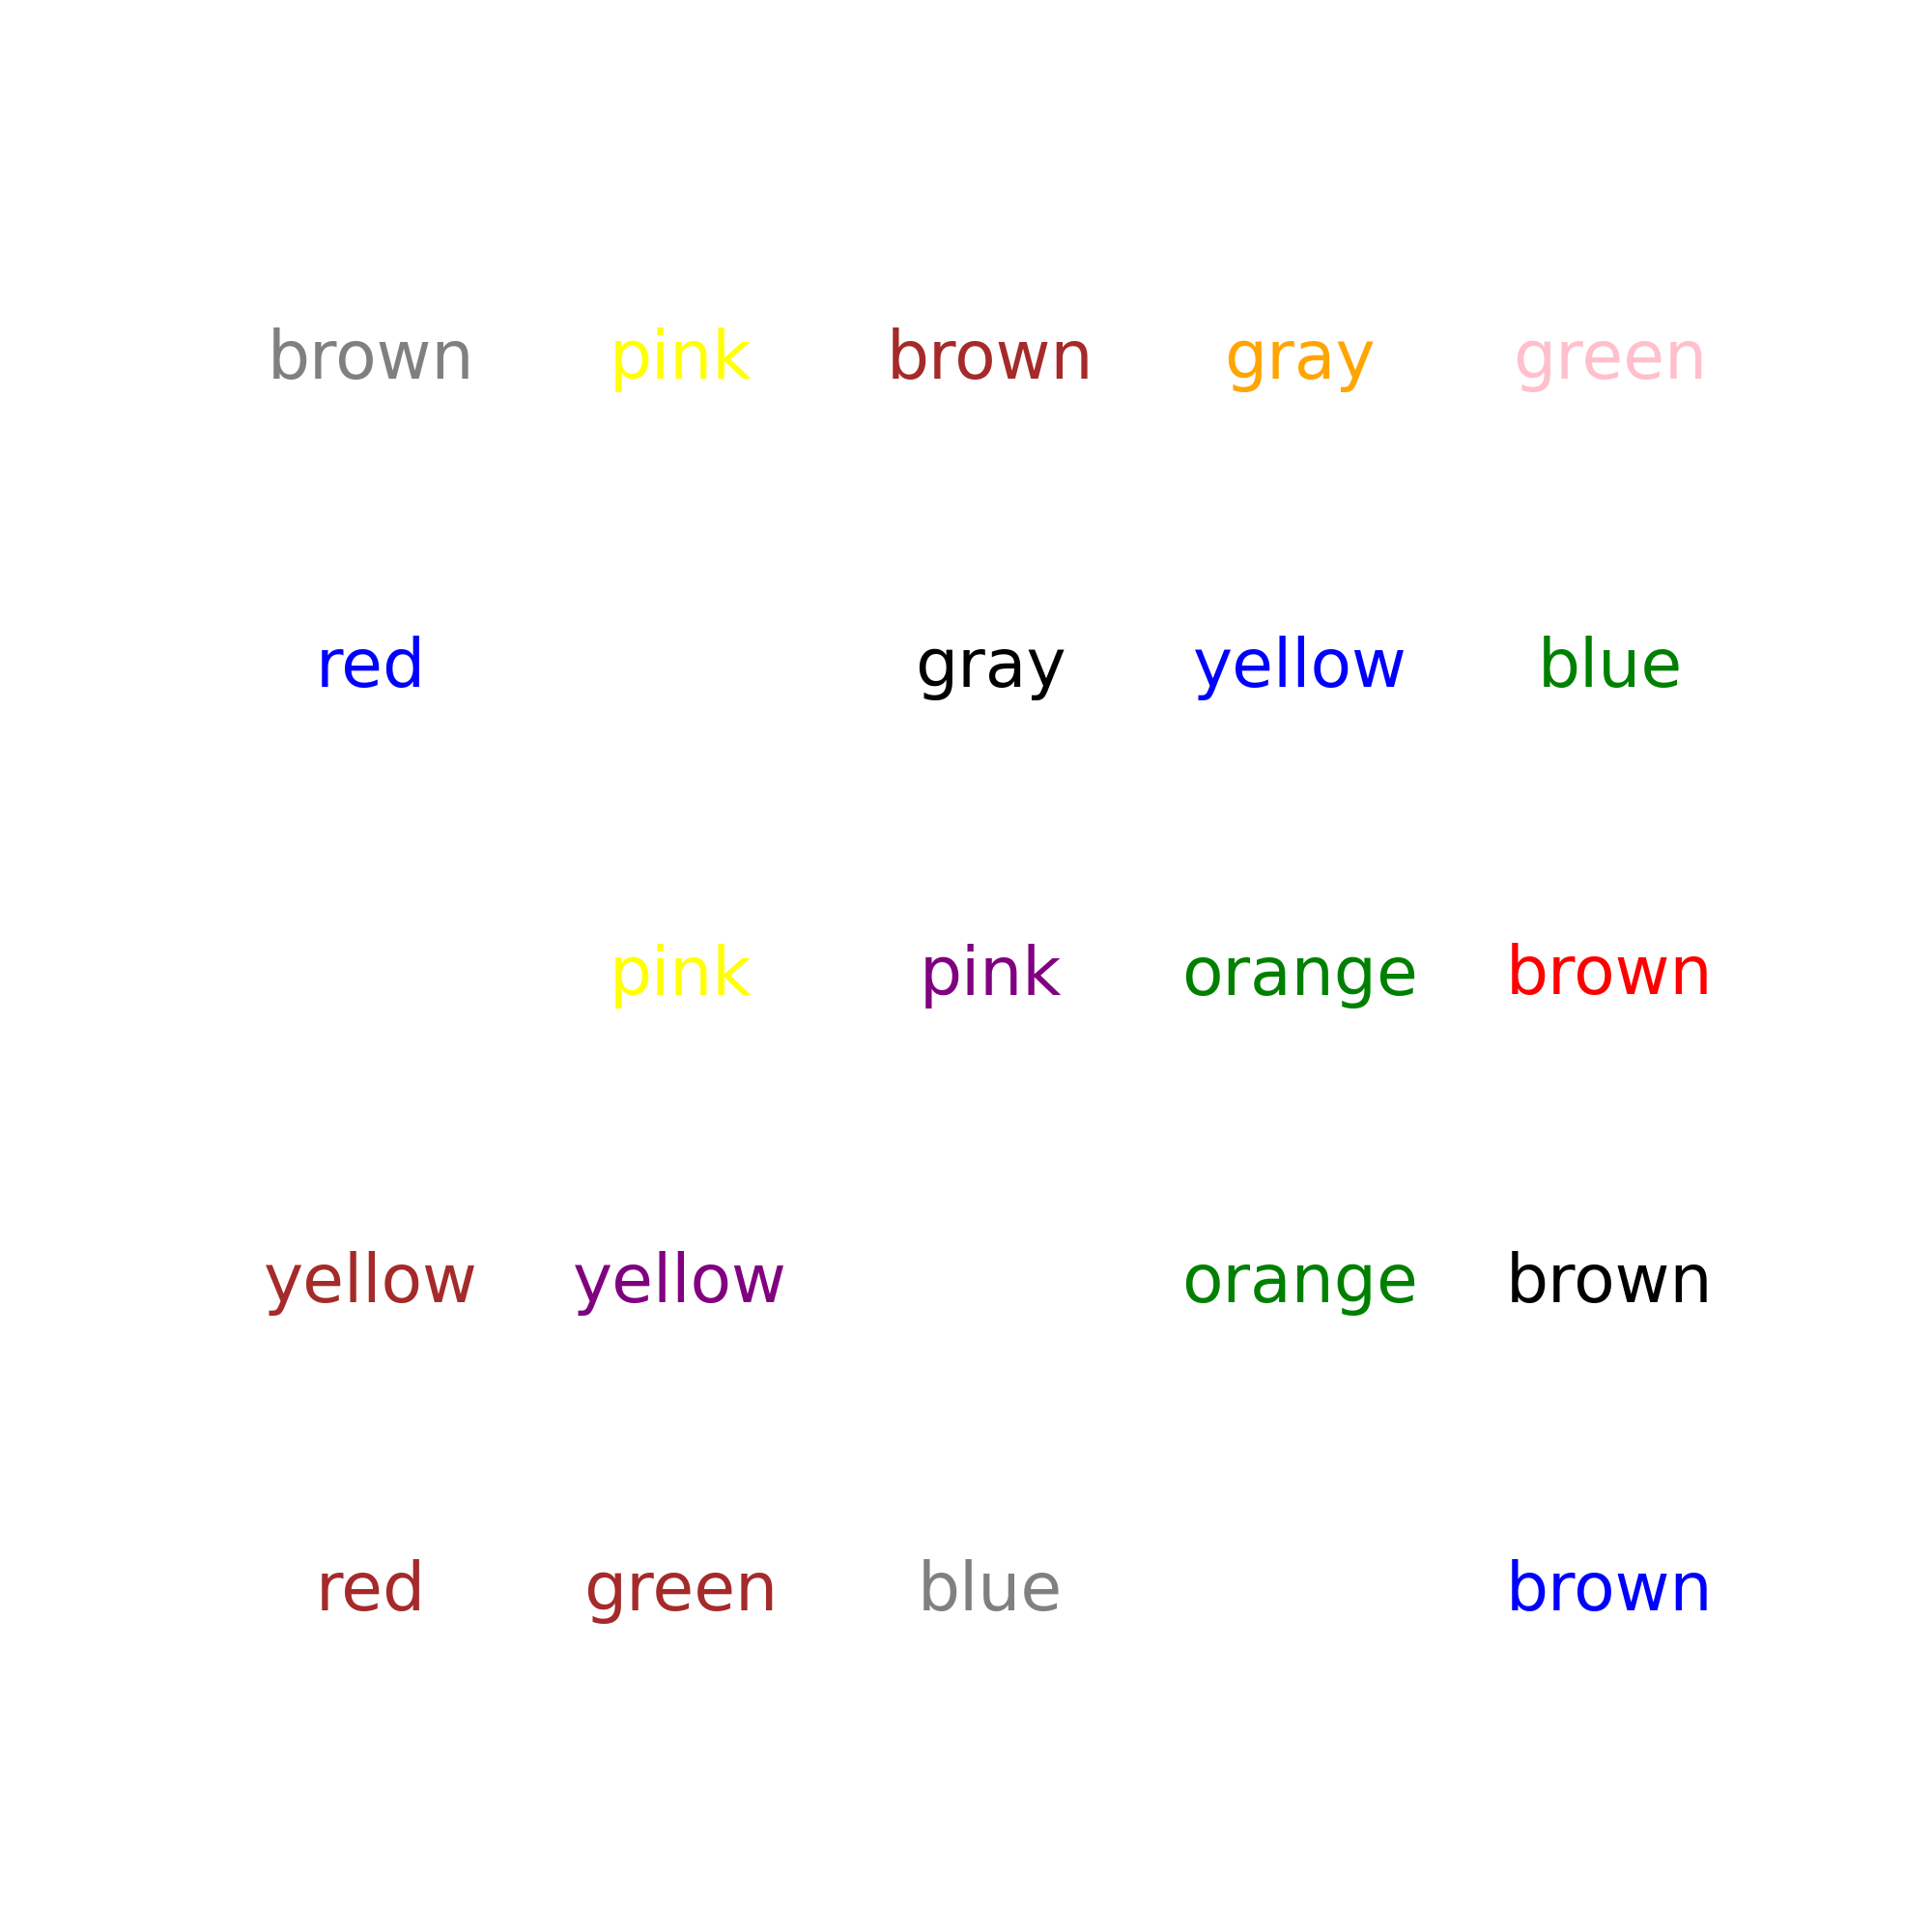 brown pink brown gray green
red gray yellow blue
pink pink orange brown
yellow yellow orange brown
red green blue brown